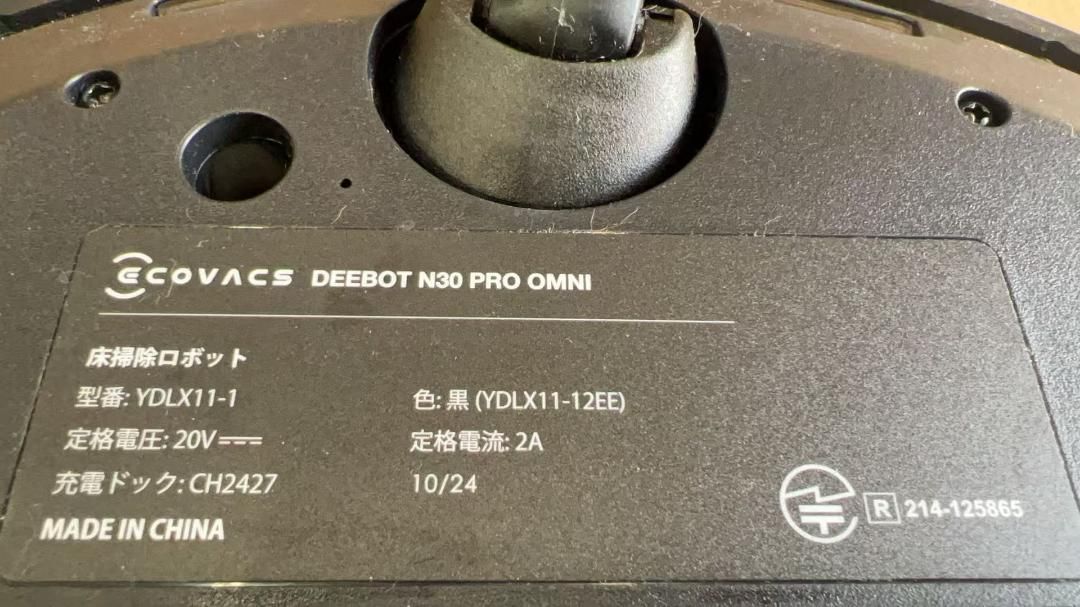 ECOVACS DEEBOT N30 PRO OMNI
床掃除ロボット
型番: YDLX11-1
色: 黒 (YDLX11-12EE)
定格電圧: 20V⎓
定格電流: 2A
充電ドック: CH2427
10/24
MADE IN CHINA
R 214-125865